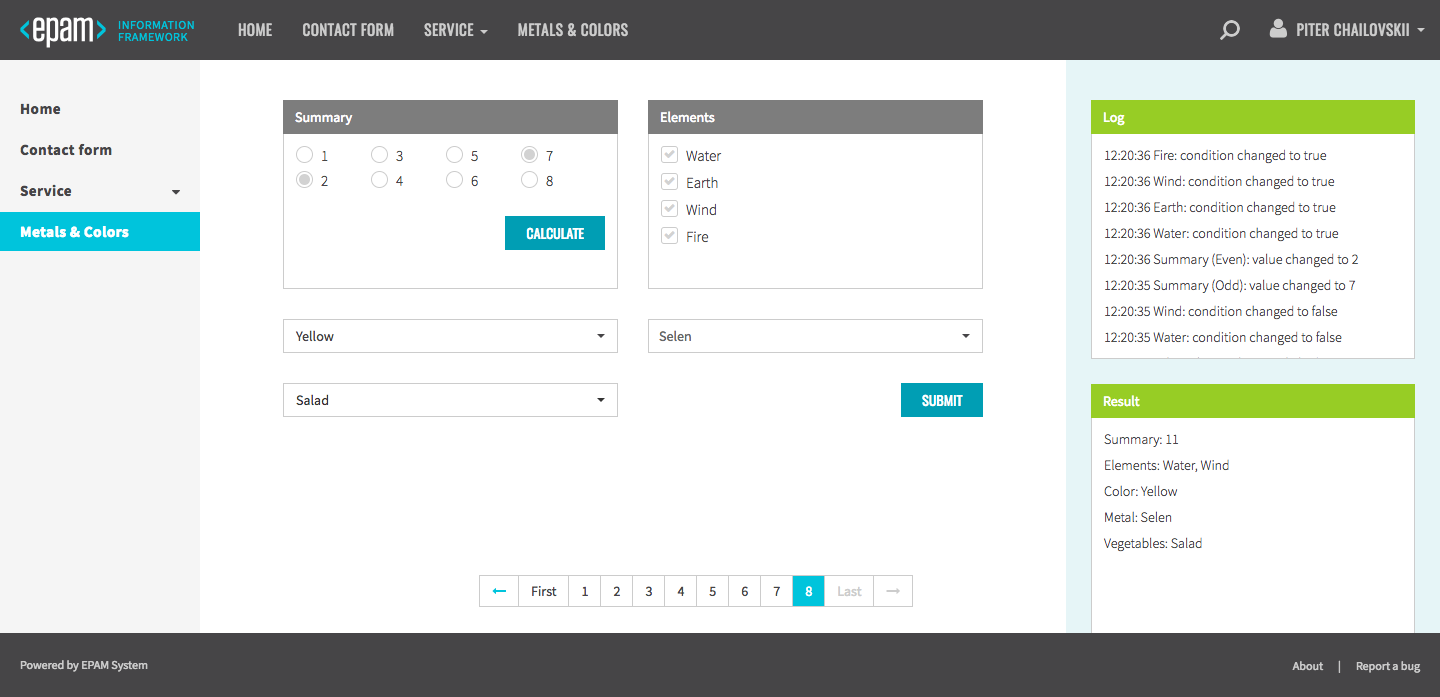 <epam> INFORMATION FRAMEWORK
HOME CONTACT FORM SERVICE METALS & COLORS PITER CHAILOVSKII
Home
Contact form
Service
Metals & Colors
Summary
1 3 5 7
2 4 6 8
CALCULATE
Elements
Water
Earth
Wind
Fire
Yellow
Selen
Salad
SUBMIT
← First 1 2 3 4 5 6 7 8 Last →
Log
12:20:36 Fire: condition changed to true
12:20:36 Wind: condition changed to true
12:20:36 Earth: condition changed to true
12:20:36 Water: condition changed to true
12:20:36 Summary (Even): value changed to 2
12:20:35 Summary (Odd): value changed to 7
12:20:35 Wind: condition changed to false
12:20:35 Water: condition changed to false
Result
Summary: 11
Elements: Water, Wind
Color: Yellow
Metal: Selen
Vegetables: Salad
Powered by EPAM System
About | Report a bug